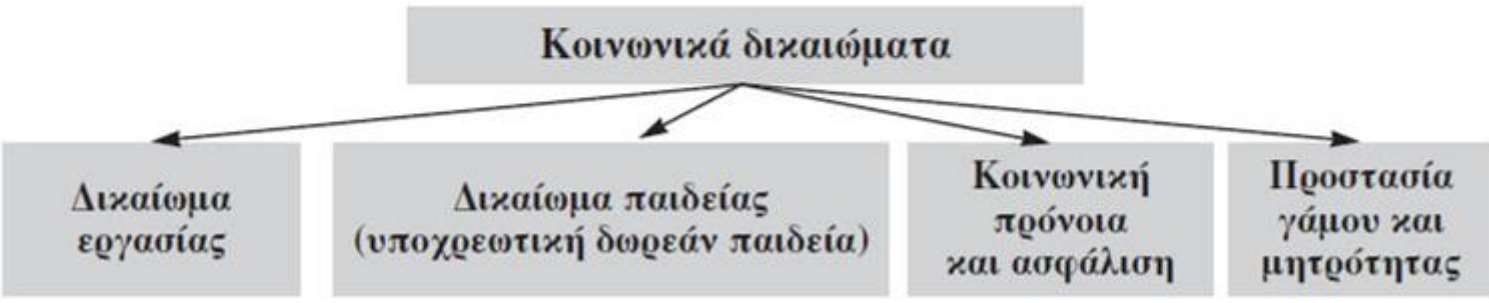 Κοινωνικά δικαιώματα
Δικαίωμα
εργασίας
Δικαίωμα παιδείας
(υποχρεωτική δωρεάν παιδεία)
Κοινωνική
πρόνοια
και ασφάλιση
Προστασία
γάμου και
μητρότητας